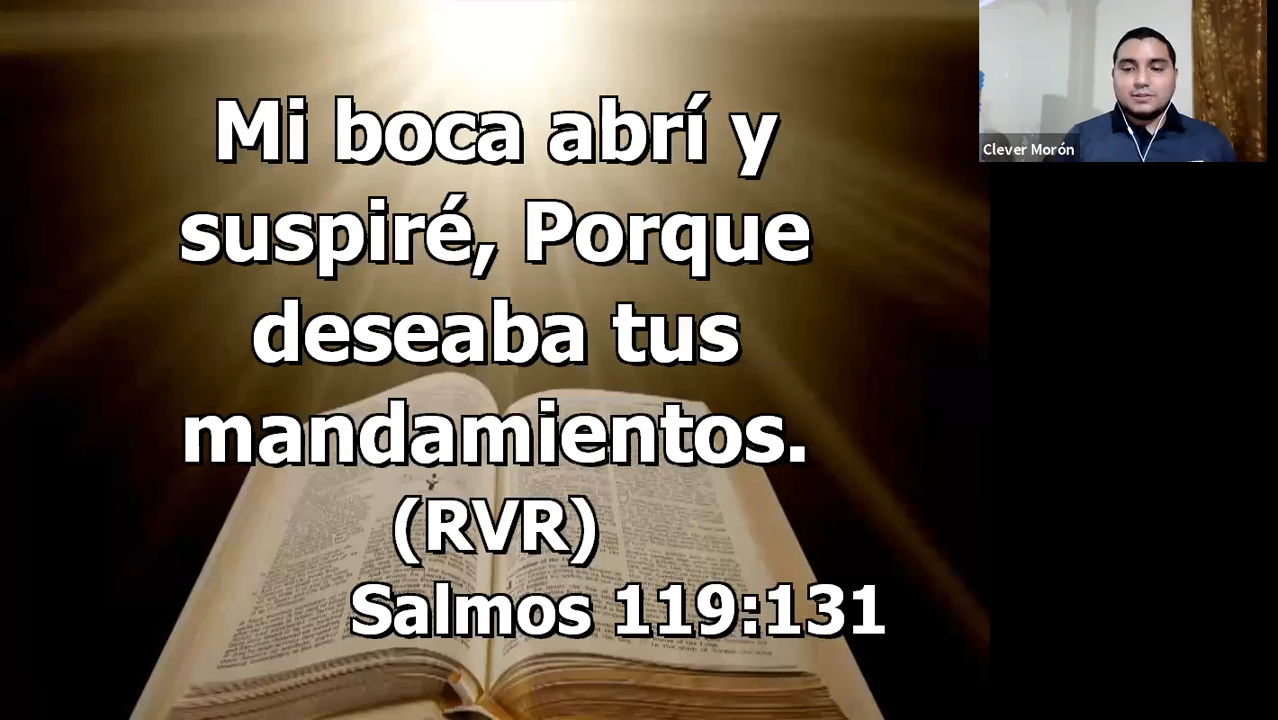 Mi boca abrí y
suspiré, Porque
deseaba tus
mandamientos.
(RVR)
Salmos 119:131
Clever Morón